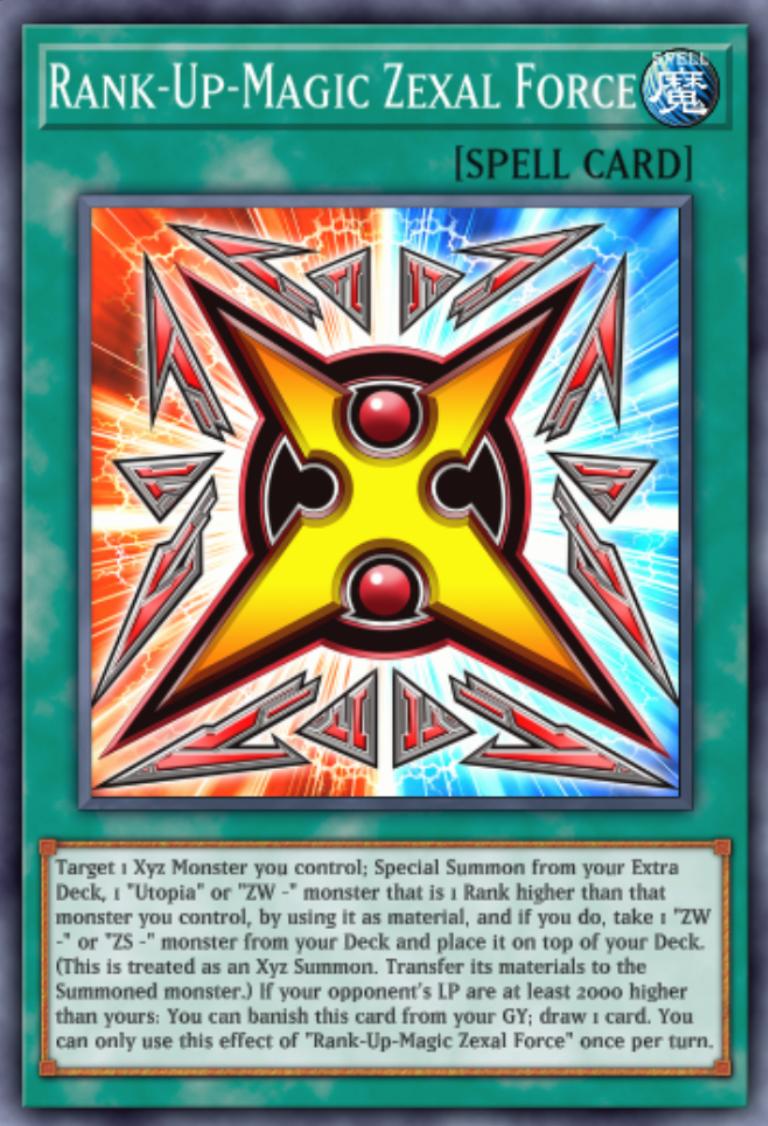 Rank-Up-Magic Zexal Force
SPELL
魔
[SPELL CARD]
Target 1 Xyz Monster you control; Special Summon from your Extra
Deck, 1 "Utopia" or "ZW -" monster that is 1 Rank higher than that
monster you control, by using it as material, and if you do, take 1 "ZW
-" or "ZS -" monster from your Deck and place it on top of your Deck.
(This is treated as an Xyz Summon. Transfer its materials to the
Summoned monster.) If your opponent's LP are at least 2000 higher
than yours: You can banish this card from your GY; draw 1 card. You
can only use this effect of "Rank-Up-Magic Zexal Force" once per turn.